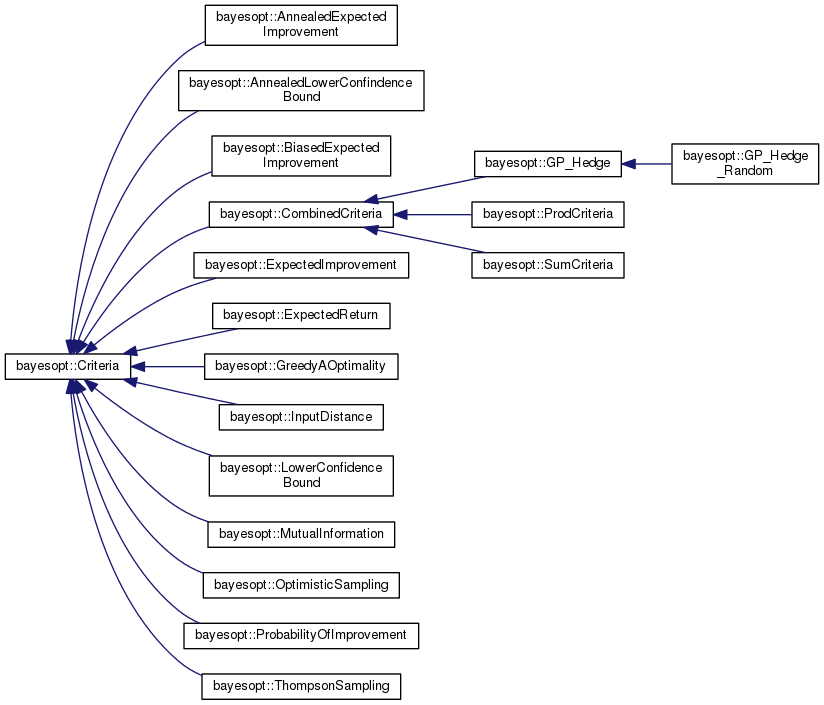 bayesopt::AnnealedExpected
Improvement
bayesopt::AnnealedLowerConfindence
Bound
bayesopt::BiasedExpected
Improvement
bayesopt::GP_Hedge
bayesopt::GP_Hedge
_Random
bayesopt::CombinedCriteria
bayesopt::ProdCriteria
bayesopt::SumCriteria
bayesopt::ExpectedImprovement
bayesopt::ExpectedReturn
bayesopt::Criteria
bayesopt::GreedyAOptimality
bayesopt::InputDistance
bayesopt::LowerConfidence
Bound
bayesopt::MutualInformation
bayesopt::OptimisticSampling
bayesopt::ProbabilityOfImprovement
bayesopt::ThompsonSampling